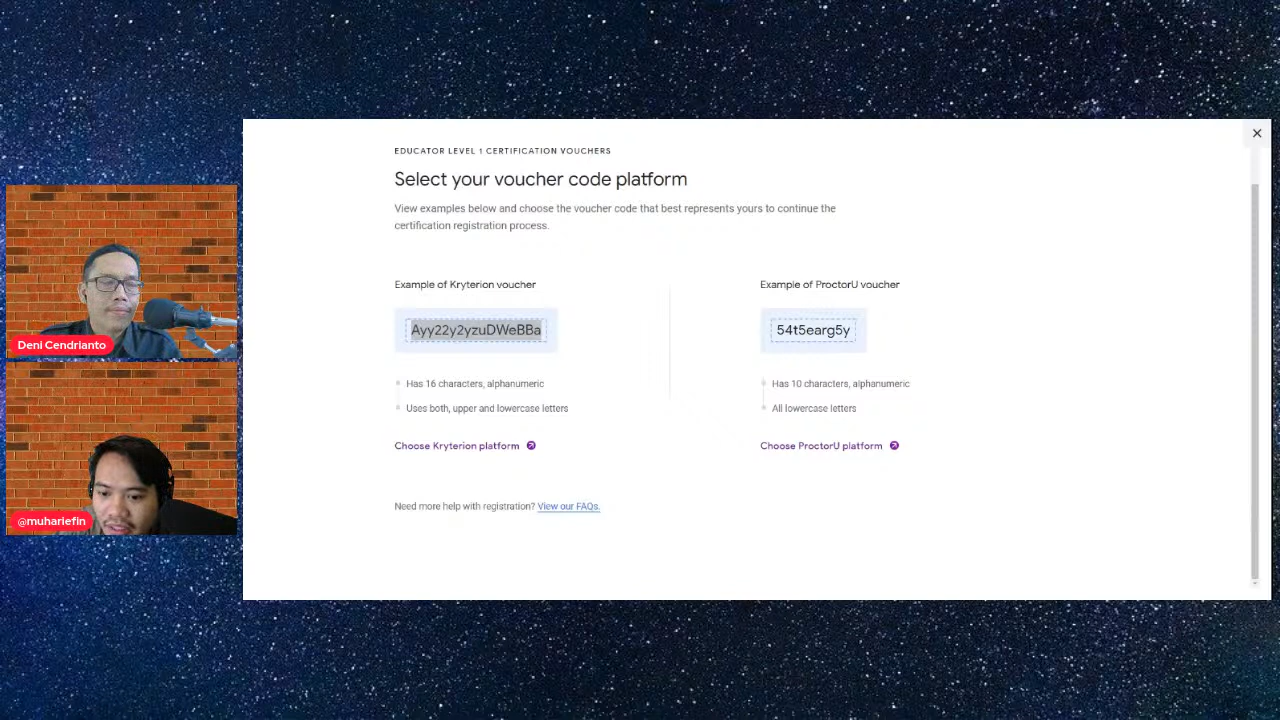 EDUCATOR LEVEL 1 CERTIFICATION VOUCHERS
Select your voucher code platform
View examples below and choose the voucher code that best represents yours to continue the
certification registration process.
Example of Kryterion voucher
Ayy22y2yzuDWeBBa
Has 16 characters, alphanumeric
Uses both, upper and lowercase letters
Choose Kryterion platform
Example of ProctorU voucher
54t5earg5y
Has 10 characters, alphanumeric
All lowercase letters
Choose ProctorU platform
Need more help with registration? View our FAQs.
Deni Cendrianto
@muhariefin